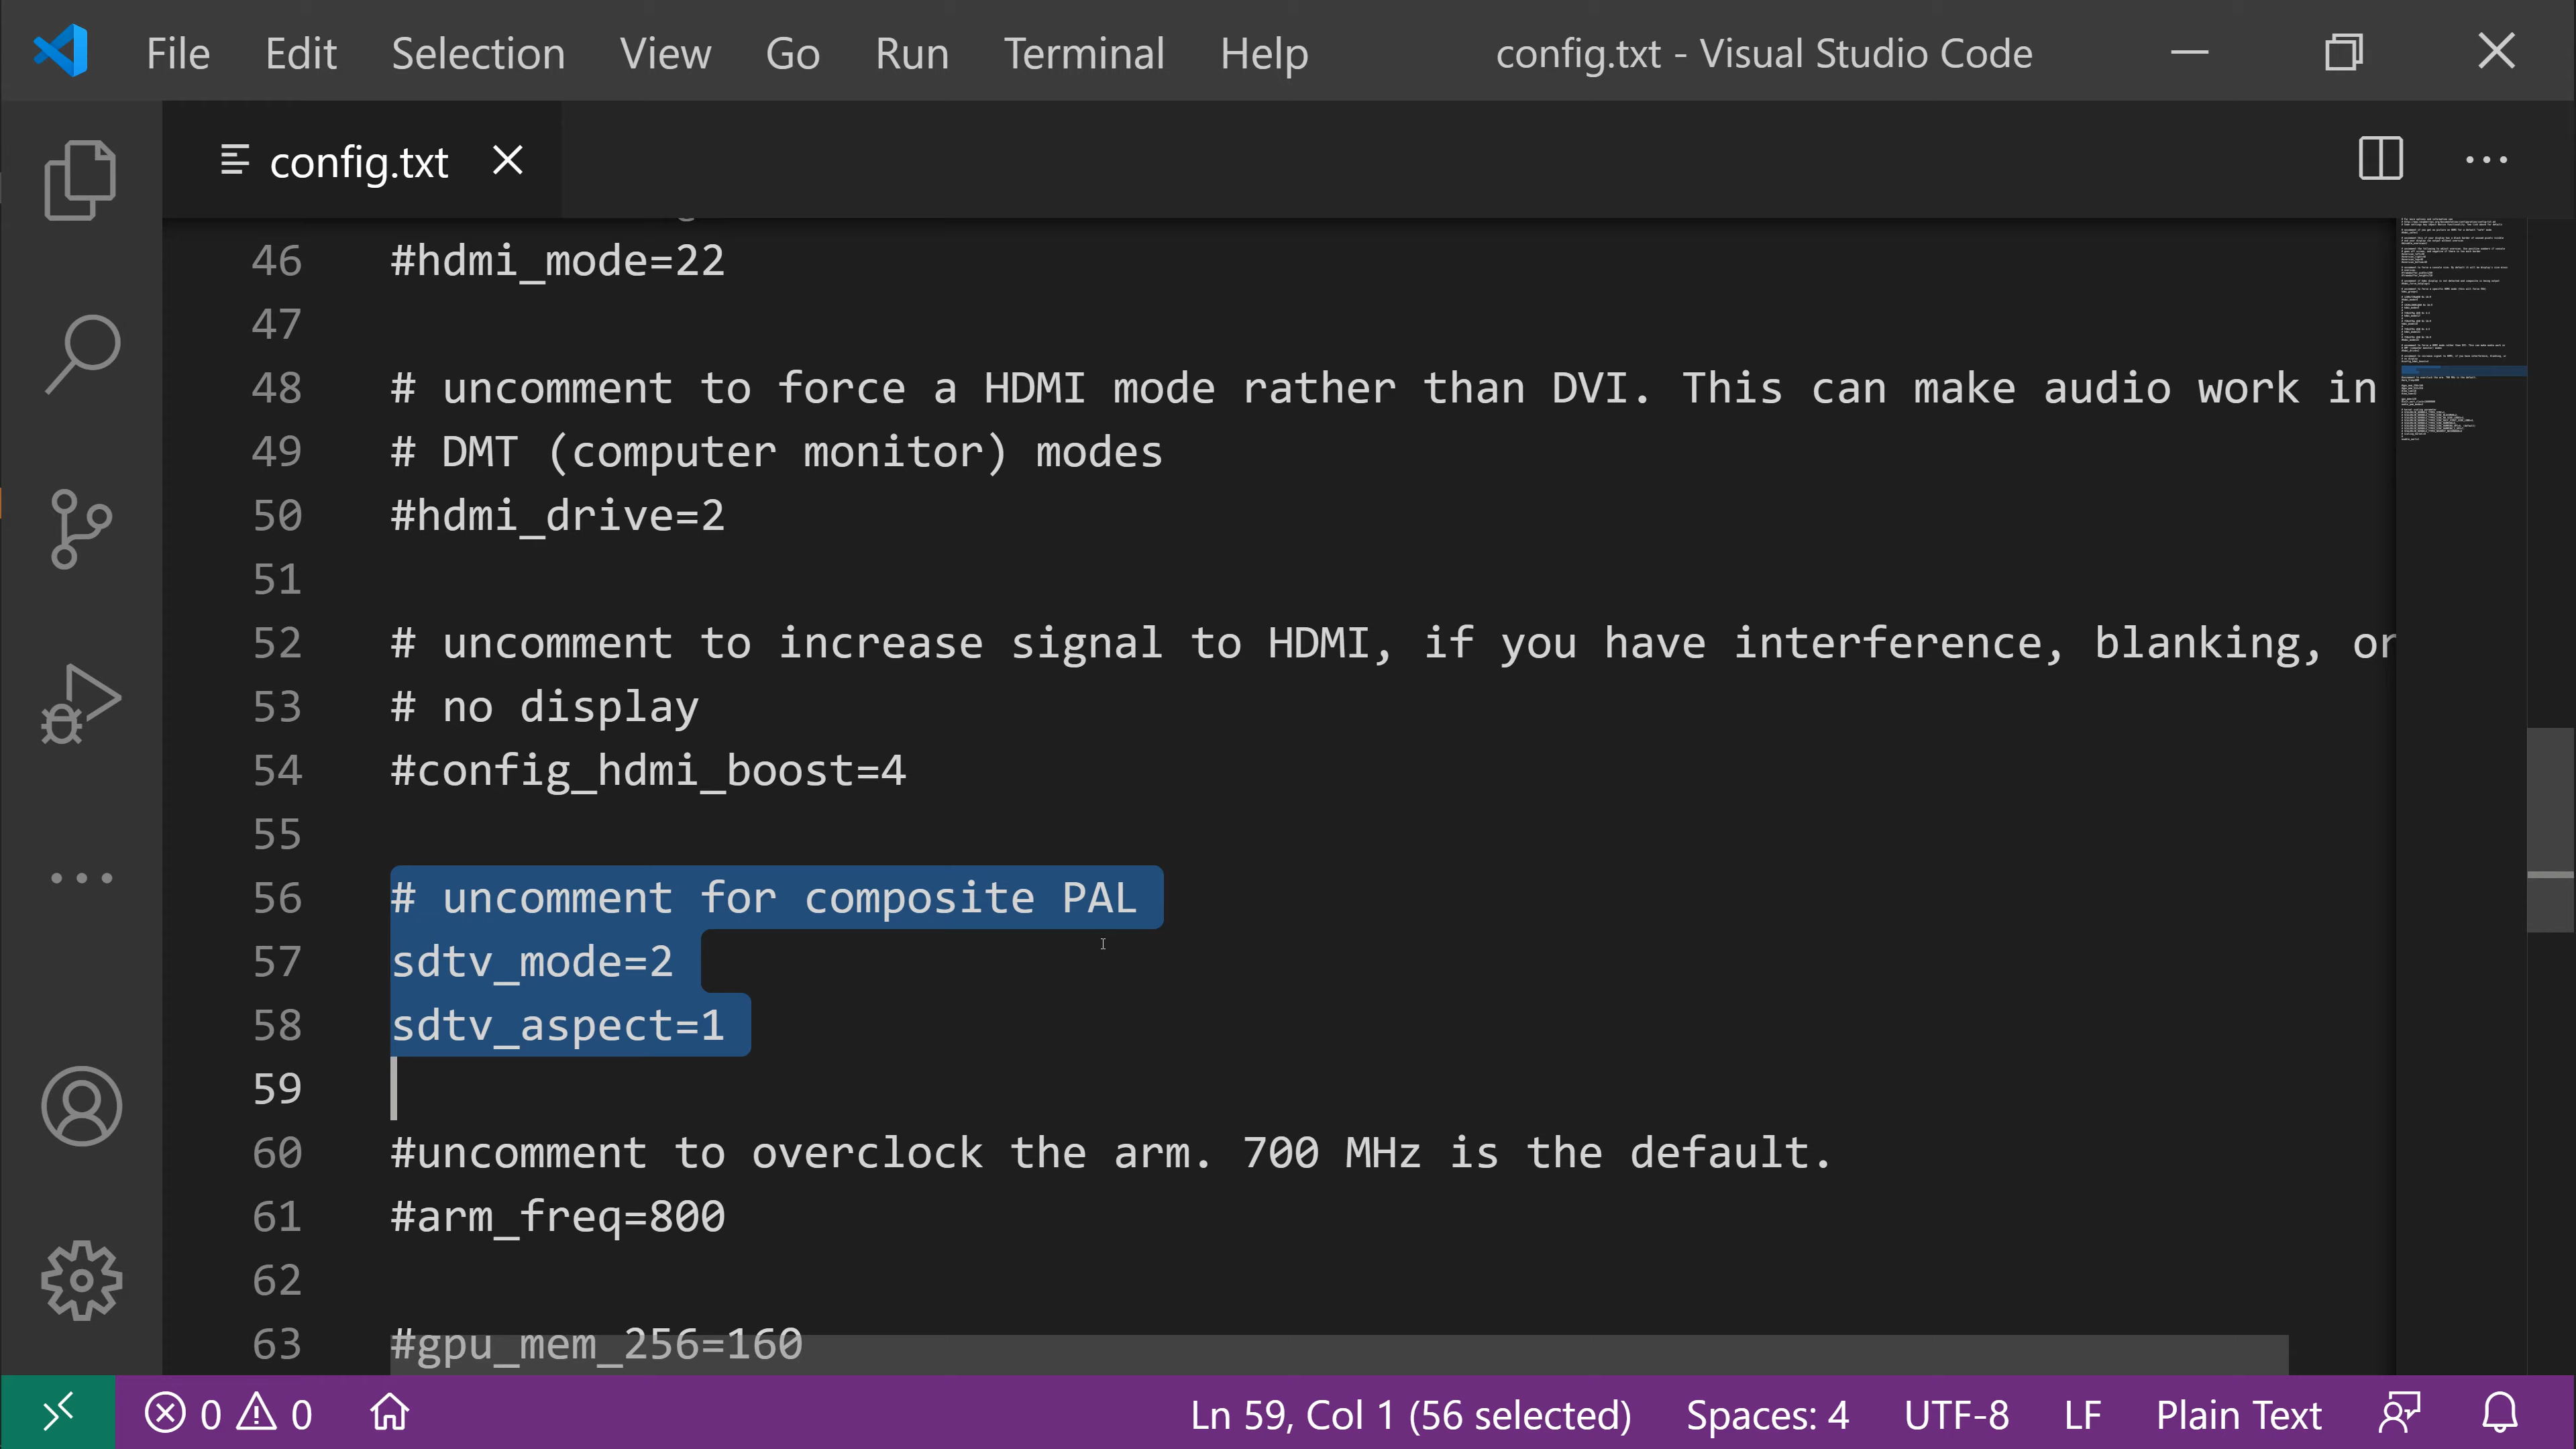 File Edit Selection View Go Run Terminal Help config.txt - Visual Studio Code
config.txt
46 #hdmi_mode=22
47
48 # uncomment to force a HDMI mode rather than DVI. This can make audio work in
49 # DMT (computer monitor) modes
50 #hdmi_drive=2
51
52 # uncomment to increase signal to HDMI, if you have interference, blanking, or
53 # no display
54 #config_hdmi_boost=4
55
56 # uncomment for composite PAL
57 sdtv_mode=2
58 sdtv_aspect=1
59
60 #uncomment to overclock the arm. 700 MHz is the default.
61 #arm_freq=800
62
63 #gpu_mem_256=160
0 0 Ln 59, Col 1 (56 selected) Spaces: 4 UTF-8 LF Plain Text